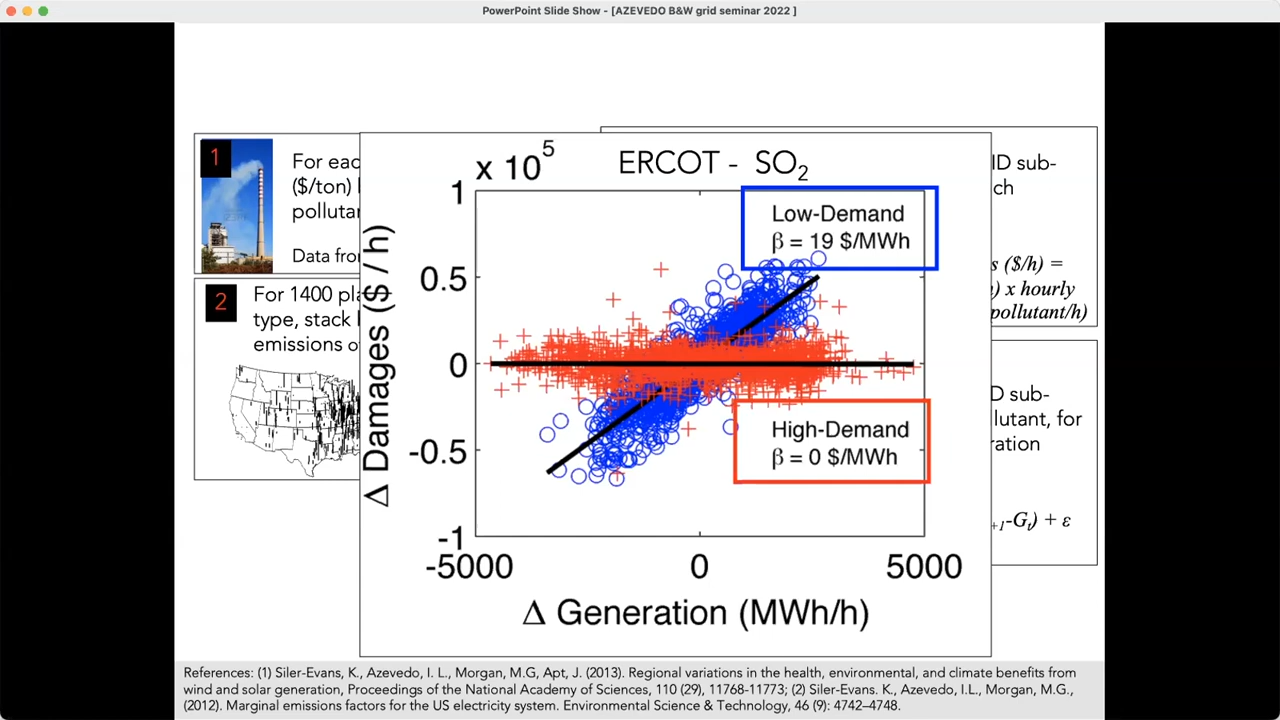 PowerPoint Slide Show - [AZEVEDO B&W grid seminar 2022 ]
1
For eac
($/ton)
polluta
Data fro
2
For 1400 pla
type, stack
emissions o
ID sub-
ch
s ($/h) =
) x hourly
pollutant/h)
D sub-
lutant, for
ration
+1-Gt) + ε
x 10^5
ERCOT - SO2
Low-Demand
β = 19 $/MWh
High-Demand
β = 0 $/MWh
Δ Damages ($ / h)
1
0.5
0
-0.5
-1
-5000
0
5000
Δ Generation (MWh/h)
References: (1) Siler-Evans, K., Azevedo, I. L., Morgan, M.G, Apt, J. (2013). Regional variations in the health, environmental, and climate benefits from
wind and solar generation, Proceedings of the National Academy of Sciences, 110 (29), 11768-11773; (2) Siler-Evans. K., Azevedo, I.L., Morgan, M.G.,
(2012). Marginal emissions factors for the US electricity system. Environmental Science & Technology, 46 (9): 4742–4748.